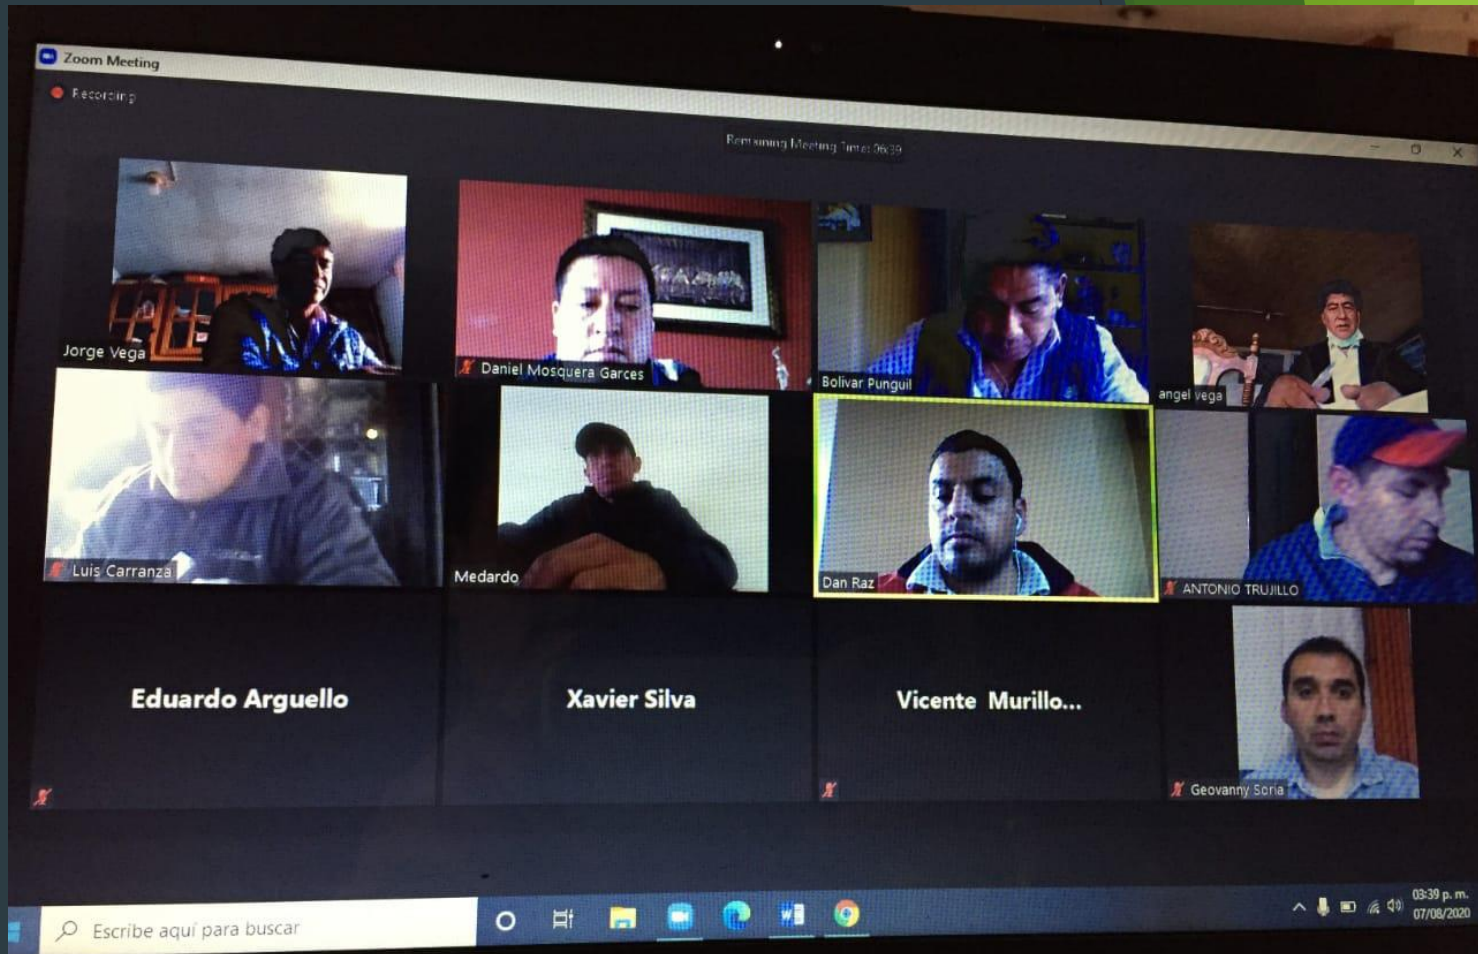 Zoom Meeting
Recording
Remaining Meeting Time: 06:39
Jorge Vega
Daniel Mosquera Garces
Bolivar Punguil
angel vega
Luis Carranza
Medardo
Dan Raz
ANTONIO TRUJILLO
Eduardo Arguello
Xavier Silva
Vicente Murillo...
Geovanny Soria
Escribe aquí para buscar
03:39 p. m.
07/08/2020